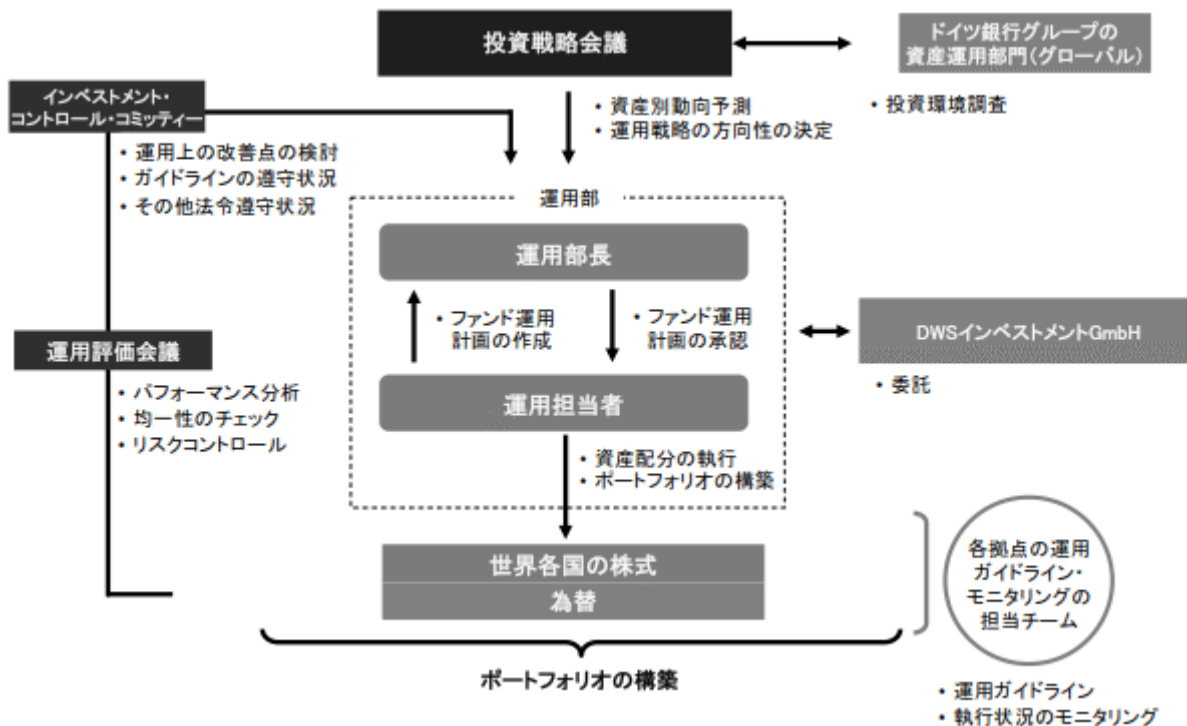 投資戦略会議
ドイツ銀行グループの
資産運用部門(グローバル)
インベストメント・
コントロール・コミッティー
・資産別動向予測
・運用戦略の方向性の決定
・投資環境調査
・運用上の改善点の検討
・ガイドラインの遵守状況
・その他法令遵守状況
運用部
運用部長
・ファンド運用
計画の作成
・ファンド運用
計画の承認
DWSインベストメントGmbH
運用評価会議
・委託
・パフォーマンス分析
・均一性のチェック
・リスクコントロール
運用担当者
・資産配分の執行
・ポートフォリオの構築
世界各国の株式
為替
各拠点の運用
ガイドライン・
モニタリングの
担当チーム
ポートフォリオの構築
・運用ガイドライン
・執行状況のモニタリング